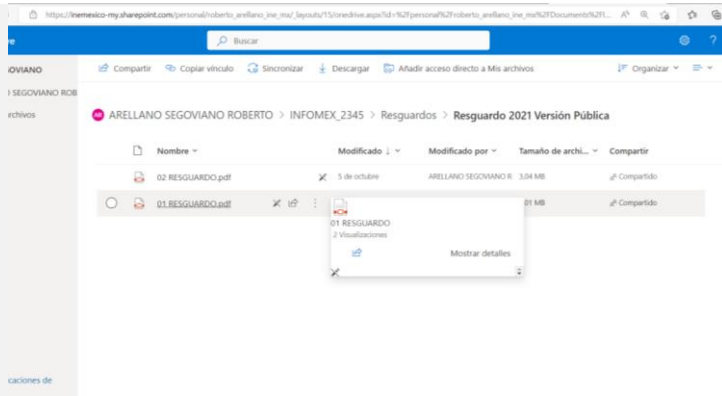 https://inemexico-my.sharepoint.com/personal/roberto_arellano_ine_mx/_layouts/15/onedrive.aspx?id=%2Fpersonal%2Froberto_arellano_ine_mx%2FDocuments%2FI...
re
Buscar
?
GOVIANO
Compartir Copiar vínculo Sincronizar Descargar Añadir acceso directo a Mis archivos Organizar
SEGOVIANO ROB
rchivos
AR ARELLANO SEGOVIANO ROBERTO > INFOMEX_2345 > Resguardos > Resguardo 2021 Versión Pública
Nombre Modificado ↓ Modificado por Tamaño de archi... Compartir
02 RESGUARDO.pdf 5 de octubre ARELLANO SEGOVIANO R 3,04 MB Compartido
01 RESGUARDO.pdf 01 MB Compartido
01 RESGUARDO
2 Visualizaciones
Mostrar detalles
caciones de